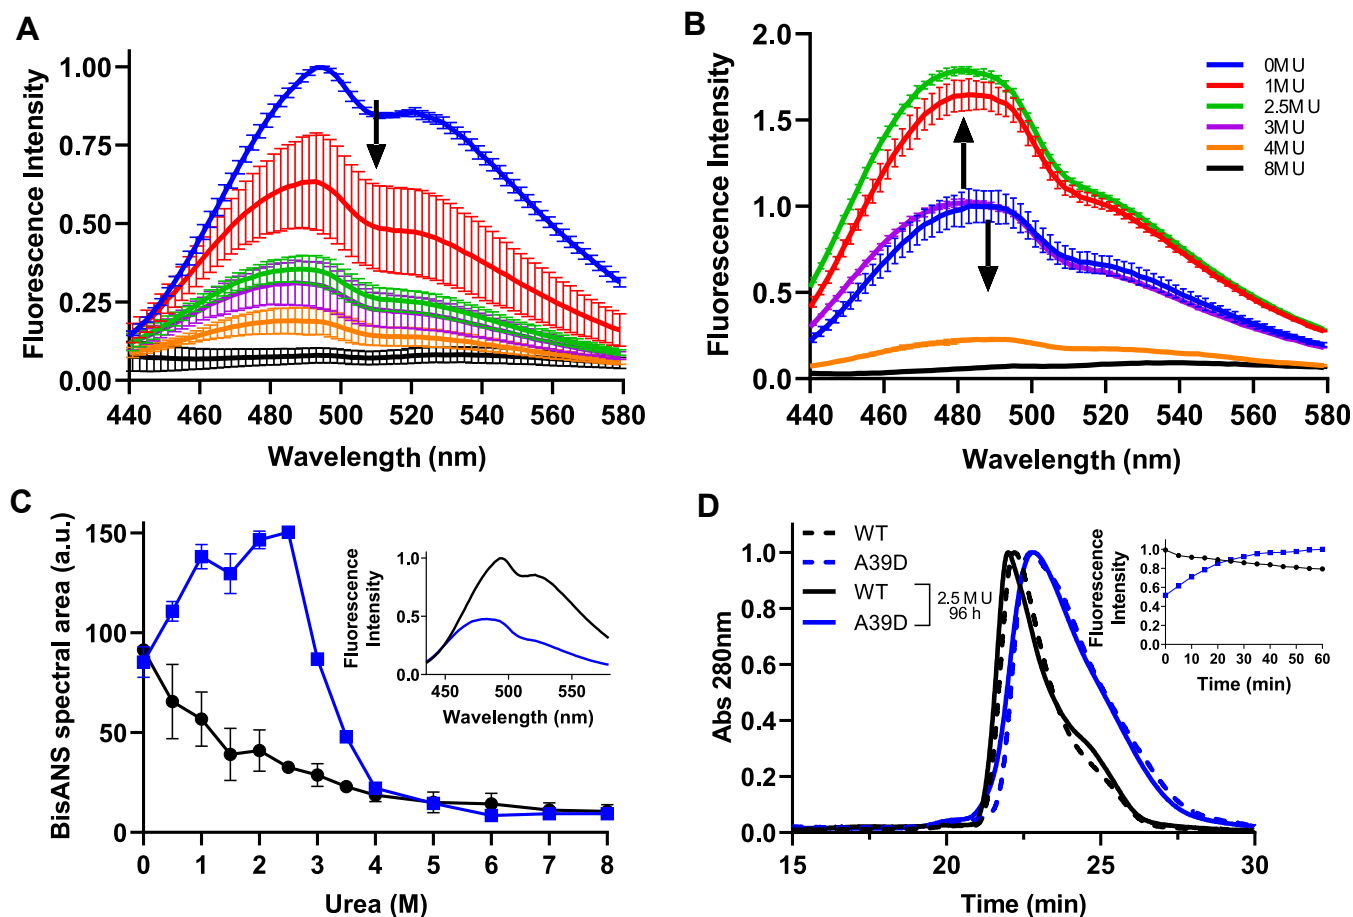 A
Fluorescence Intensity
1.00
0.75
0.50
0.25
0.00
440 460 480 500 520 540 560 580
Wavelength (nm)
B
Fluorescence Intensity
2.0
1.5
1.0
0.5
0.0
440 460 480 500 520 540 560 580
Wavelength (nm)
0M U
1M U
2.5M U
3M U
4M U
8M U
C
BisANS spectral area (a.u.)
150
100
50
0
0 1 2 3 4 5 6 7 8
Urea (M)
Fluorescence
Intensity
1.0
0.5
0.0
450 500 550
Wavelength (nm)
D
WT
A39D
WT
A39D
2.5 M U
96 h
Abs 280nm
1.0
0.8
0.6
0.4
0.2
0.0
15 20 25 30
Time (min)
Fluorescence
Intensity
1.0
0.8
0.6
0.4
0.2
0.0
0 10 20 30 40 50 60
Time (min)